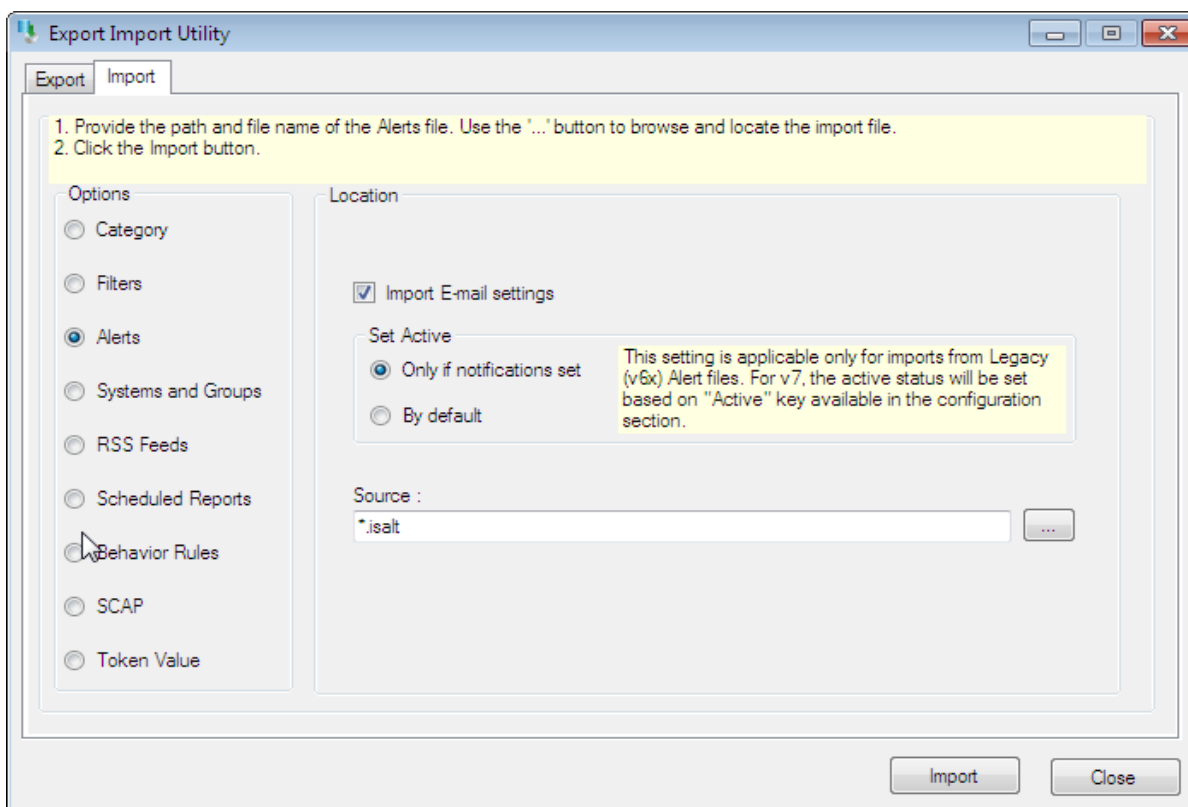 Export Import Utility
Export
Import
1. Provide the path and file name of the Alerts file. Use the '...' button to browse and locate the import file.
2. Click the Import button.
Options
Category
Filters
Alerts
Systems and Groups
RSS Feeds
Scheduled Reports
Behavior Rules
SCAP
Token Value
Location
Import E-mail settings
Set Active
Only if notifications set
By default
This setting is applicable only for imports from Legacy
(v6x) Alert files. For v7, the active status will be set
based on "Active" key available in the configuration
section.
Source :
*.isalt
...
Import
Close